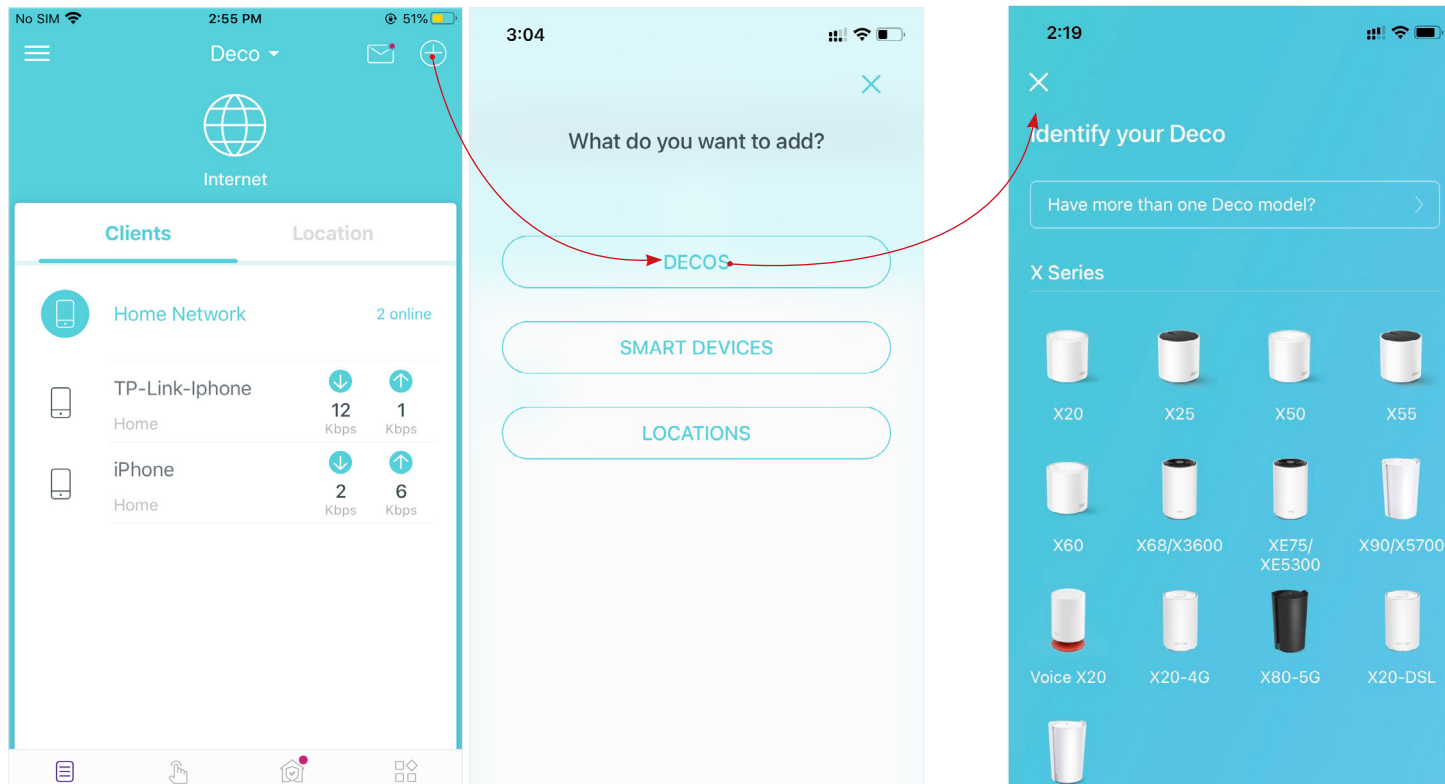 No SIM 2:55 PM 51%
Deco
Internet
Clients Location
Home Network 2 online
TP-Link-Iphone
Home
12 1
Kbps Kbps
iPhone
Home
2 6
Kbps Kbps
3:04
What do you want to add?
DECOS
SMART DEVICES
LOCATIONS
2:19
Identify your Deco
Have more than one Deco model?
X Series
X20 X25 X50 X55
X60 X68/X3600 XE75/ X90/X5700
XE5300
Voice X20 X20-4G X80-5G X20-DSL